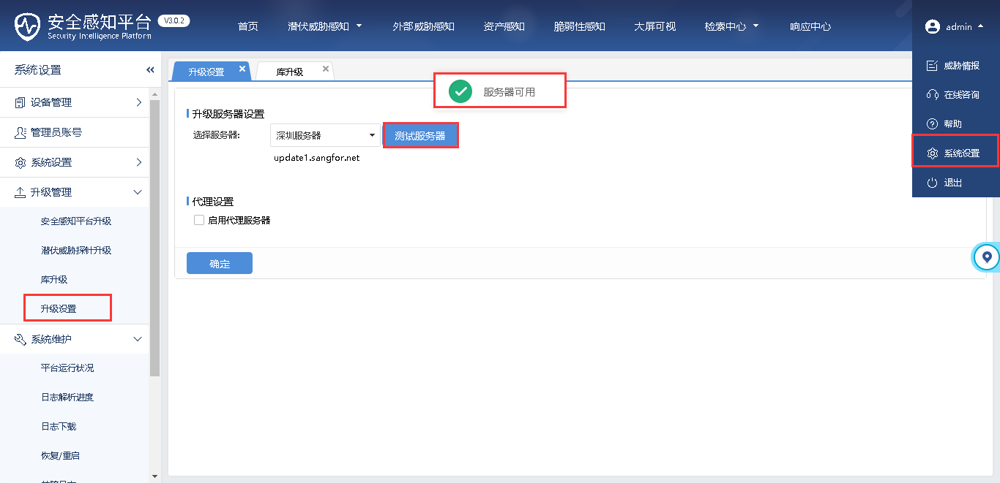 安全感知平台 V3.0.2
Security Intelligence Platform
首页 潜伏威胁感知 外部威胁感知 资产感知 脆弱性感知 大屏可视 检索中心 响应中心
admin
威胁情报
在线咨询
帮助
系统设置
退出
系统设置
设备管理
管理员账号
系统设置
升级管理
安全感知平台升级
潜伏威胁探针升级
库升级
升级设置
系统维护
平台运行状况
日志解析进度
日志下载
恢复/重启
升级设置 库升级
服务器可用
升级服务器设置
选择服务器: 深圳服务器 测试服务器
update1.sangfor.net
代理设置
启用代理服务器
确定